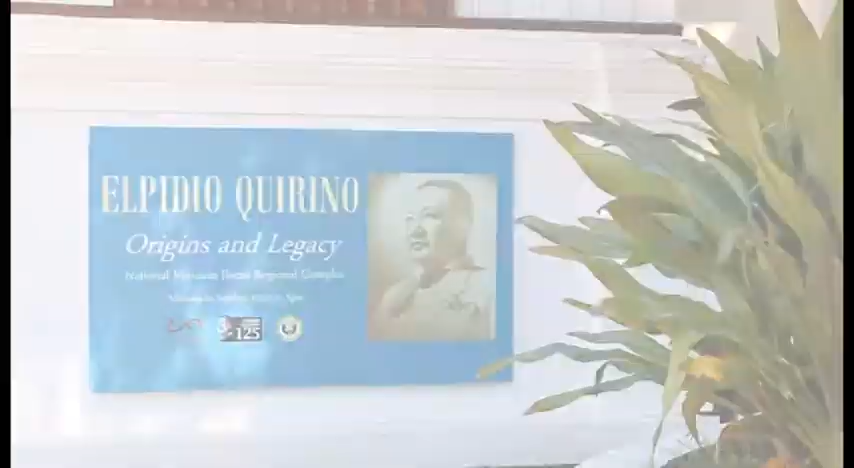 ELPIDIO QUIRINO
Origins and Legacy
National Museum Ilocos Regional Complex
125